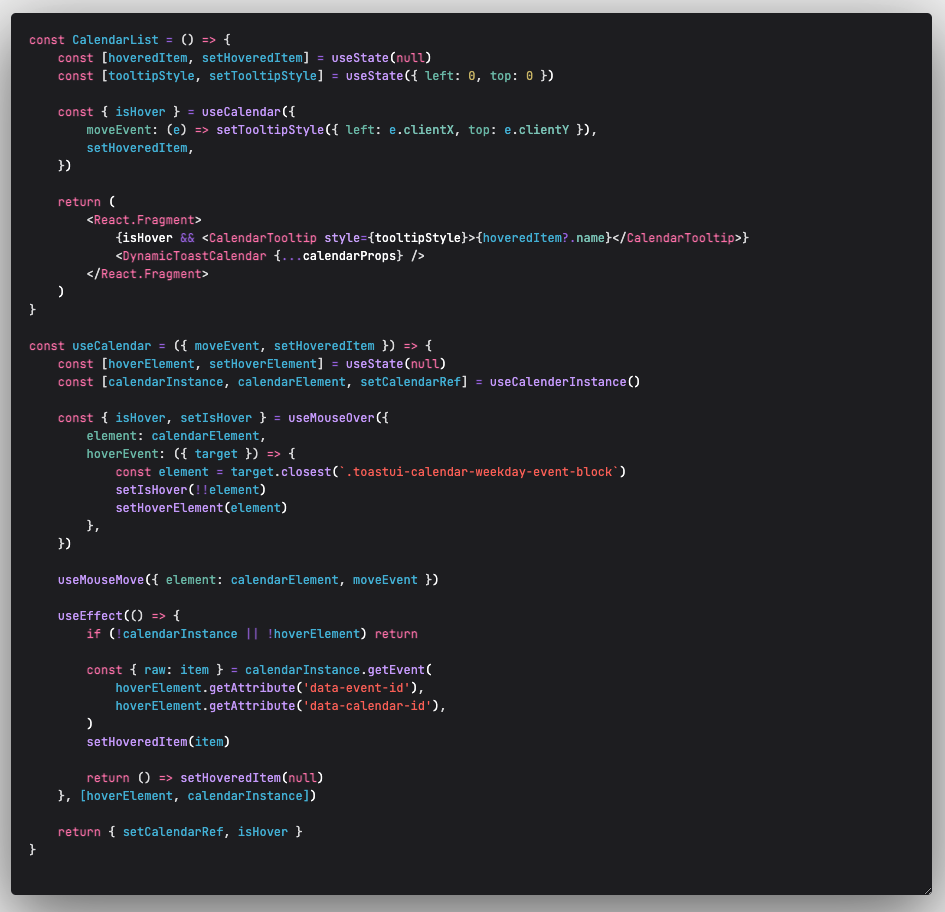 const CalendarList = () => {
    const [hoveredItem, setHoveredItem] = useState(null)
    const [tooltipStyle, setTooltipStyle] = useState({ left: 0, top: 0 })

    const { isHover } = useCalendar({
        moveEvent: (e) => setTooltipStyle({ left: e.clientX, top: e.clientY }),
        setHoveredItem,
    })

    return (
        <React.Fragment>
            {isHover && <CalendarTooltip style={tooltipStyle}>{hoveredItem?.name}</CalendarTooltip>}
            <DynamicToastCalendar {...calendarProps} />
        </React.Fragment>
    )
}

const useCalendar = ({ moveEvent, setHoveredItem }) => {
    const [hoverElement, setHoverElement] = useState(null)
    const [calendarInstance, calendarElement, setCalendarRef] = useCalenderInstance()

    const { isHover, setIsHover } = useMouseOver({
        element: calendarElement,
        hoverEvent: ({ target }) => {
            const element = target.closest(`.toastui-calendar-weekday-event-block`)
            setIsHover(!!element)
            setHoverElement(element)
        },
    })

    useMouseMove({ element: calendarElement, moveEvent })

    useEffect(() => {
        if (!calendarInstance || !hoverElement) return

        const { raw: item } = calendarInstance.getEvent(
            hoverElement.getAttribute('data-event-id'),
            hoverElement.getAttribute('data-calendar-id'),
        )
        setHoveredItem(item)

        return () => setHoveredItem(null)
    }, [hoverElement, calendarInstance])

    return { setCalendarRef, isHover }
}